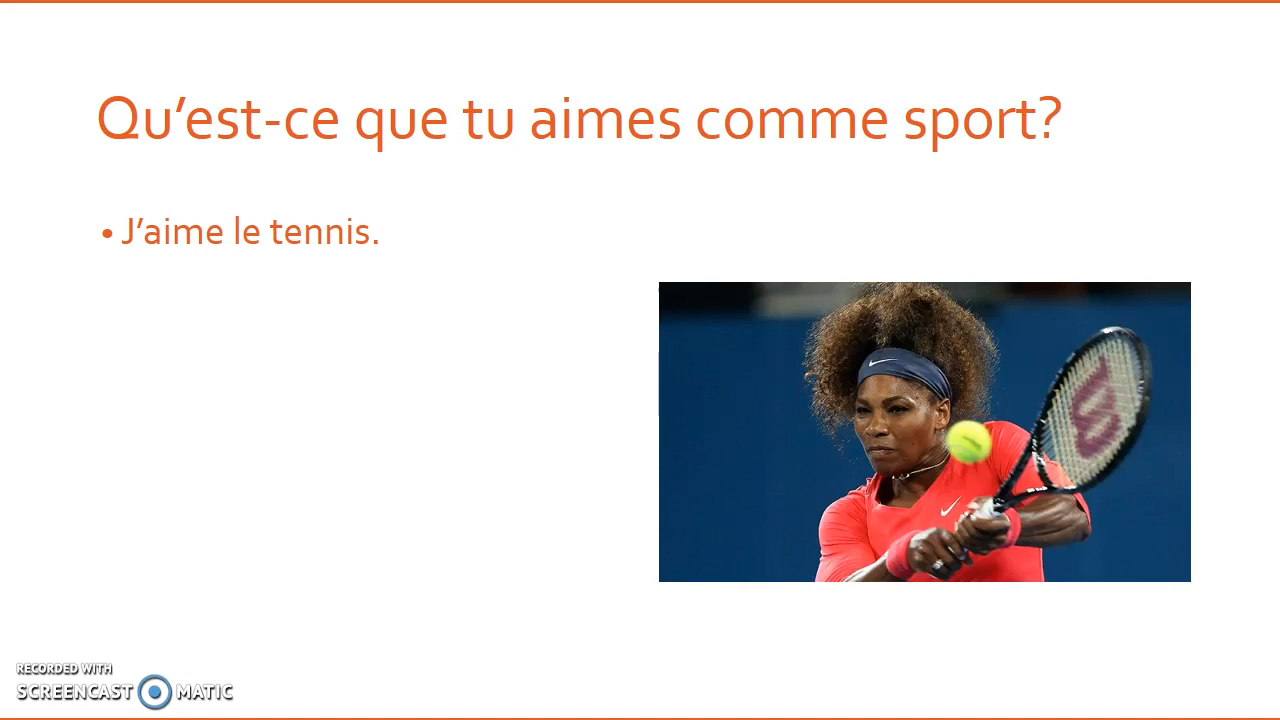 Qu’est-ce que tu aimes comme sport?
• J’aime le tennis.
W
RECORDED WITH
SCREENCAST MATIC